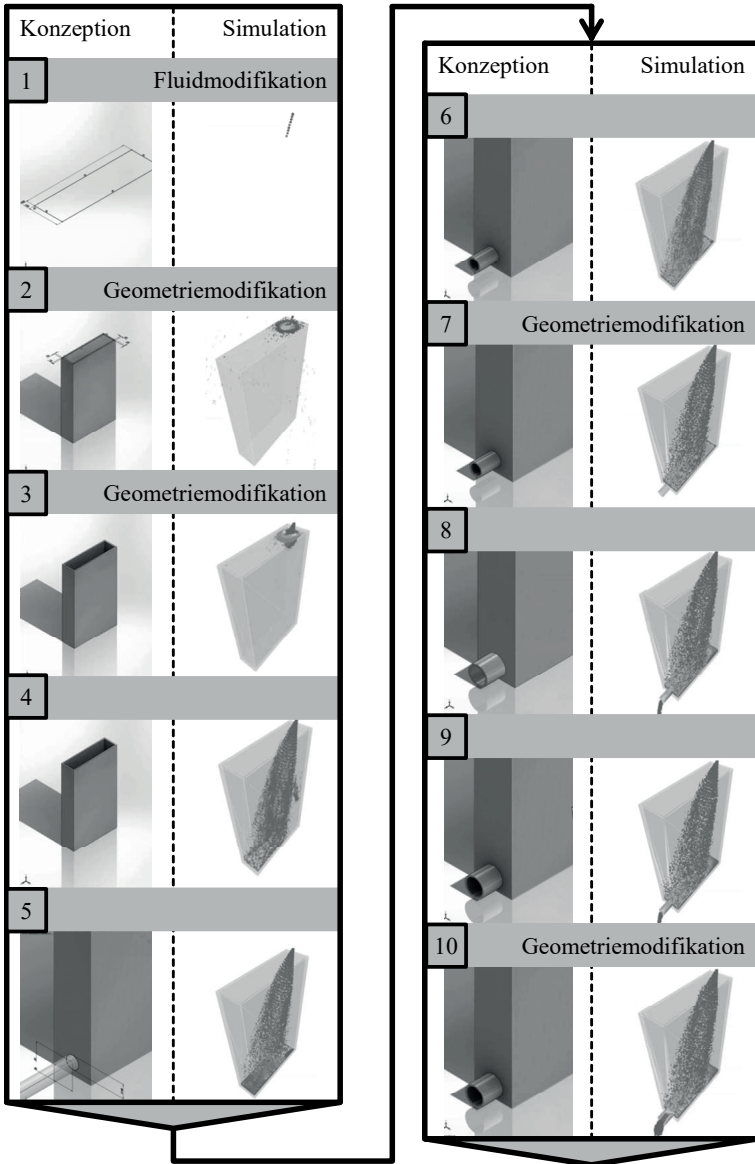 Konzeption Simulation
1 Fluidmodifikation
2 Geometriemodifikation
3 Geometriemodifikation
4
5
Konzeption Simulation
6
7 Geometriemodifikation
8
9
10 Geometriemodifikation